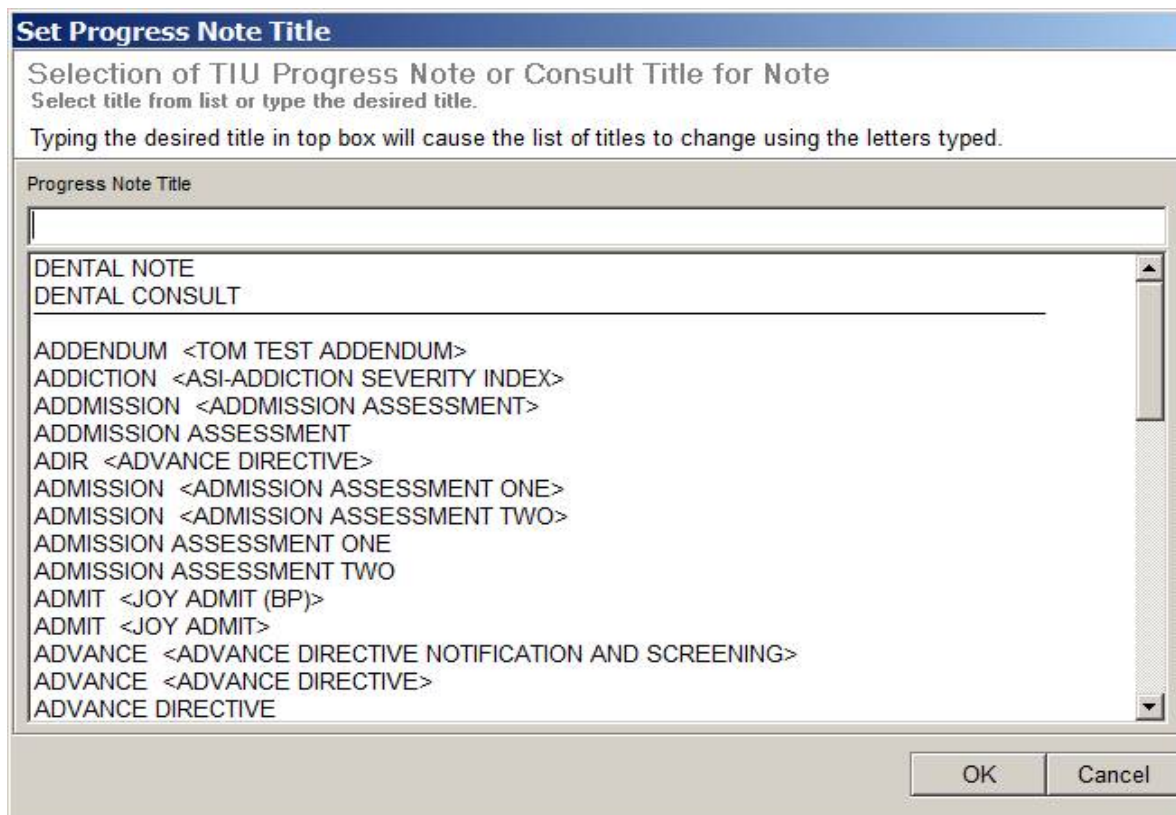 Set Progress Note Title
Selection of TIU Progress Note or Consult Title for Note
Select title from list or type the desired title.
Typing the desired title in top box will cause the list of titles to change using the letters typed.
Progress Note Title
DENTAL NOTE
DENTAL CONSULT
ADDENDUM <TOM TEST ADDENDUM>
ADDICTION <ASI-ADDICTION SEVERITY INDEX>
ADDMISSION <ADDMISSION ASSESSMENT>
ADDMISSION ASSESSMENT
ADIR <ADVANCE DIRECTIVE>
ADMISSION <ADMISSION ASSESSMENT ONE>
ADMISSION <ADMISSION ASSESSMENT TWO>
ADMISSION ASSESSMENT ONE
ADMISSION ASSESSMENT TWO
ADMIT <JOY ADMIT (BP)>
ADMIT <JOY ADMIT>
ADVANCE <ADVANCE DIRECTIVE NOTIFICATION AND SCREENING>
ADVANCE <ADVANCE DIRECTIVE>
ADVANCE DIRECTIVE
OK Cancel